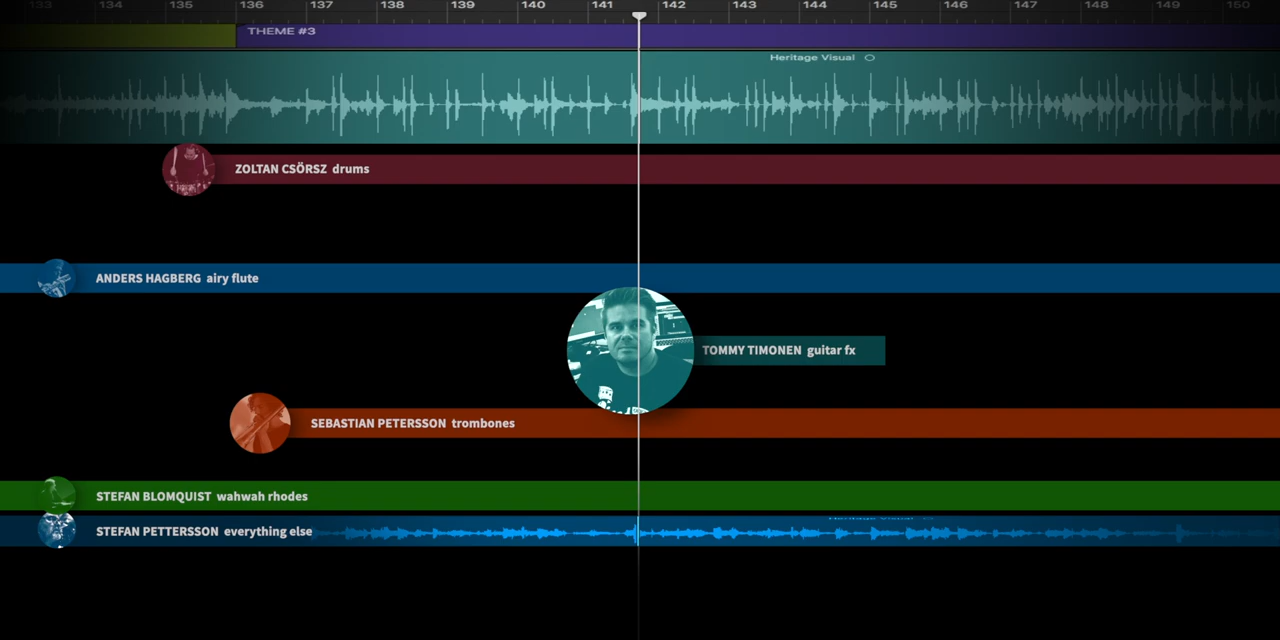 133 134 135 136 137 138 139 140 141 142 143 144 145 146 147 148 149 150
THEME #3
Heritage Visual
ZOLTAN CSÖRSZ drums
ANDERS HAGBERG airy flute
TOMMY TIMONEN guitar fx
SEBASTIAN PETERSSON trombones
STEFAN BLOMQUIST wahwah rhodes
Heritage Visual
STEFAN PETTERSSON everything else